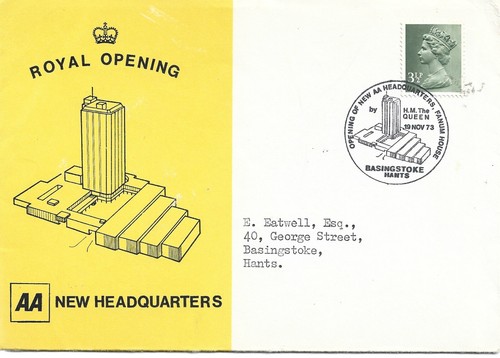 ROYAL OPENING
AA NEW HEADQUARTERS
3½P
OPENING OF NEW AA HEADQUARTERS, FANUM HOUSE
by H.M. The
QUEEN
19 NOV 73
BASINGSTOKE
HANTS
E. Eatwell, Esq.,
40, George Street,
Basingstoke,
Hants.